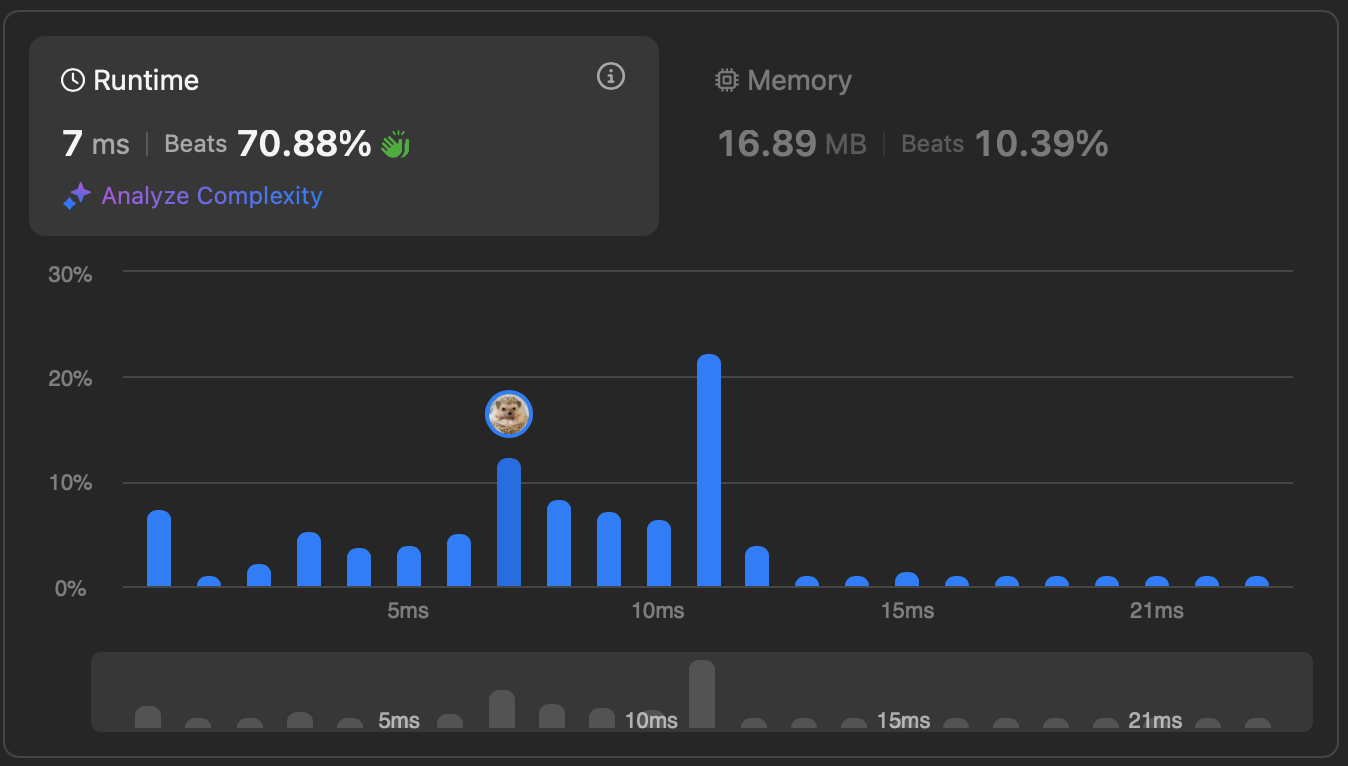 Runtime
7 ms | Beats 70.88%
Analyze Complexity
Memory
16.89 MB | Beats 10.39%
30%
20%
10%
0%
5ms 10ms 15ms 21ms
5ms 10ms 15ms 21ms